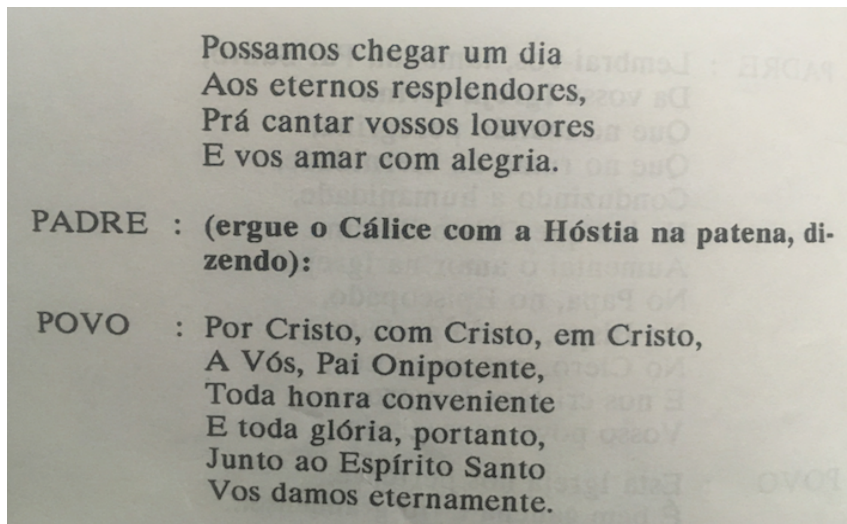 Possamos chegar um dia
Aos eternos resplendores,
Prá cantar vossos louvores
E vos amar com alegria.
PADRE : (ergue o Cálice com a Hóstia na patena, di-
zendo):
POVO : Por Cristo, com Cristo, em Cristo,
A Vós, Pai Onipotente,
Toda honra conveniente
E toda glória, portanto,
Junto ao Espírito Santo
Vos damos eternamente.